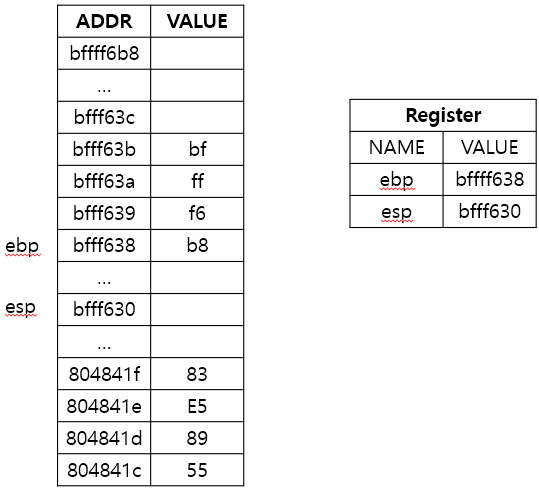 ADDR VALUE
bffff6b8
...
bfff63c
bfff63b bf
bfff63a ff
bfff639 f6
ebp bfff638 b8
...
esp bfff630
...
804841f 83
804841e E5
804841d 89
804841c 55
Register
NAME VALUE
ebp bffff638
esp bfff630